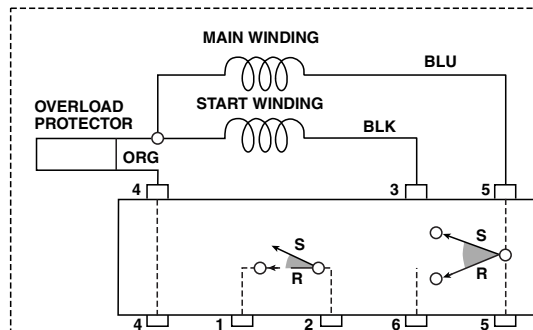 MAIN WINDING
BLU
OVERLOAD
PROTECTOR
START WINDING
BLK
ORG
4
3
5
S
R
S
R
4
1
2
6
5